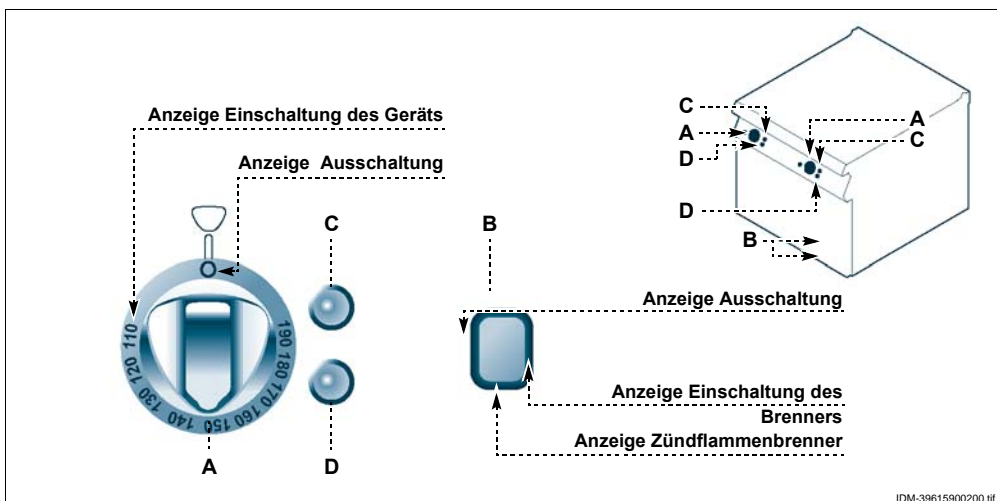 C
A
A
D
C
D
B
Anzeige Einschaltung des Geräts
Anzeige Ausschaltung
C
B
Anzeige Ausschaltung
110
120
130
140
150
160
170
180
190
Anzeige Einschaltung des
Brenners
Anzeige Zündflammenbrenner
A
D
IDM-39615900200.tif